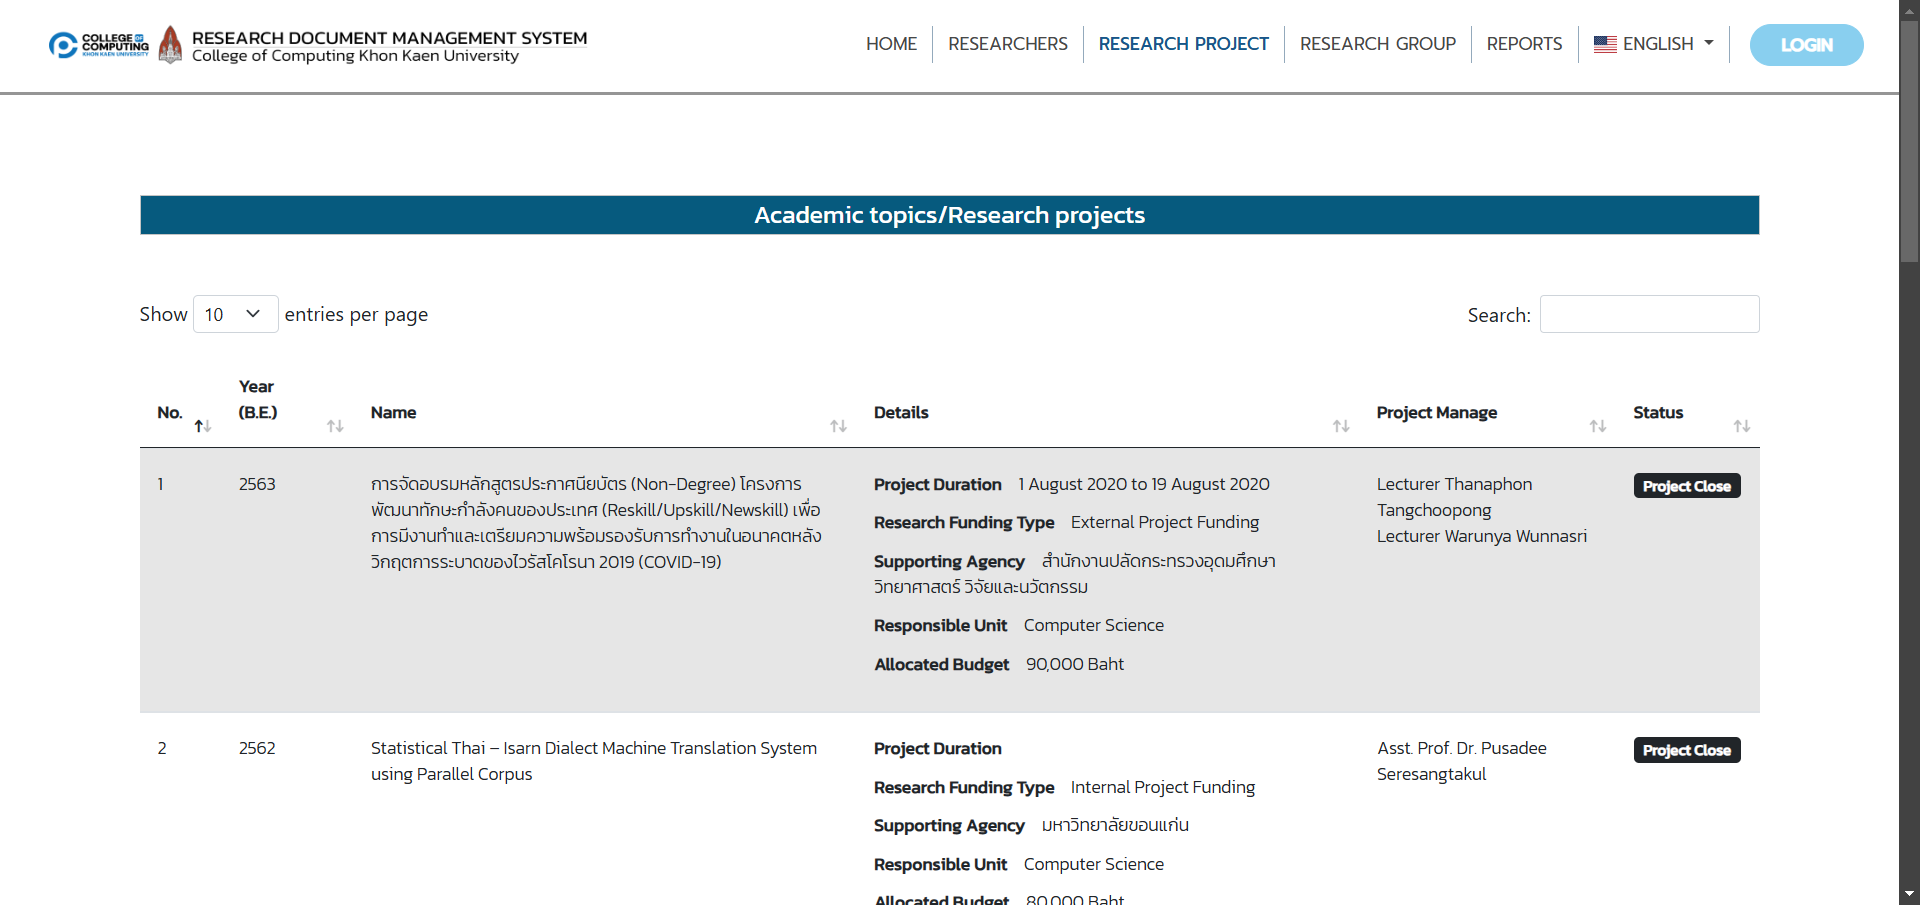 COLLEGE OF
COMPUTING
KHON KAEN UNIVERSITY
RESEARCH DOCUMENT MANAGEMENT SYSTEM
College of Computing Khon Kaen University
HOME
RESEARCHERS
RESEARCH PROJECT
RESEARCH GROUP
REPORTS
ENGLISH
LOGIN
Academic topics/Research projects
Show 10 entries per page
Search:
No.
Year
(B.E.)
Name
Details
Project Manage
Status
1
2563
การจัดอบรมหลักสูตรประกาศนียบัตร (Non-Degree) โครงการ
พัฒนาทักษะกำลังคนของประเทศ (Reskill/Upskill/Newskill) เพื่อ
การมีงานทำและเตรียมความพร้อมรองรับการทำงานในอนาคตหลัง
วิกฤตการระบาดของไวรัสโคโรนา 2019 (COVID-19)
Project Duration 1 August 2020 to 19 August 2020
Research Funding Type External Project Funding
Supporting Agency สำนักงานปลัดกระทรวงอุดมศึกษา
วิทยาศาสตร์ วิจัยและนวัตกรรม
Responsible Unit Computer Science
Allocated Budget 90,000 Baht
Lecturer Thanaphon
Tangchoopong
Lecturer Warunya Wunnasri
Project Close
2
2562
Statistical Thai – Isarn Dialect Machine Translation System
using Parallel Corpus
Project Duration
Research Funding Type Internal Project Funding
Supporting Agency มหาวิทยาลัยขอนแก่น
Responsible Unit Computer Science
Allocated Budget 80,000 Baht
Asst. Prof. Dr. Pusadee
Seresangtakul
Project Close